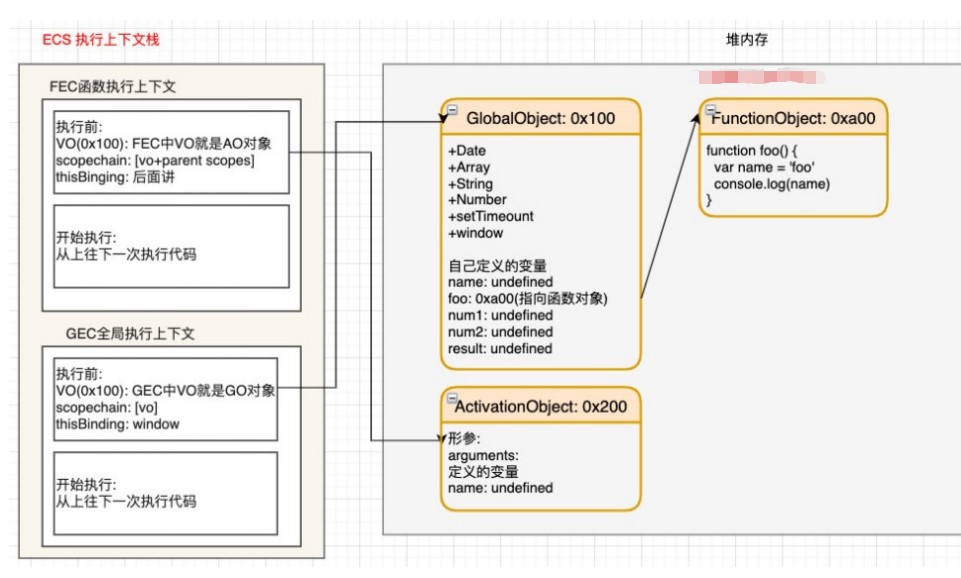 ECS 执行上下文栈
FEC函数执行上下文
执行前:
VO(0x100): FEC中VO就是AO对象
scopechain: [vo+parent scopes]
thisBinging: 后面讲
开始执行:
从上往下一次执行代码
GEC全局执行上下文
执行前:
VO(0x100): GEC中VO就是GO对象
scopechain: [vo]
thisBinding: window
开始执行:
从上往下一次执行代码
堆内存
GlobalObject: 0x100
+Date
+Array
+String
+Number
+setTimeount
+window
自己定义的变量
name: undefined
foo: 0xa00(指向函数对象)
num1: undefined
num2: undefined
result: undefined
FunctionObject: 0xa00
function foo() {
var name = 'foo'
console.log(name)
}
ActivationObject: 0x200
形参:
arguments:
定义的变量
name: undefined